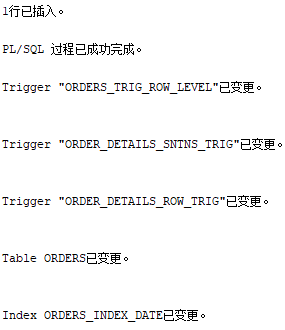 1行已插入。
PL/SQL 过程已成功完成。
Trigger "ORDERS_TRIG_ROW_LEVEL"已变更。
Trigger "ORDER_DETAILS_SNTNS_TRIG"已变更。
Trigger "ORDER_DETAILS_ROW_TRIG"已变更。
Table ORDERS已变更。
Index ORDERS_INDEX_DATE已变更。